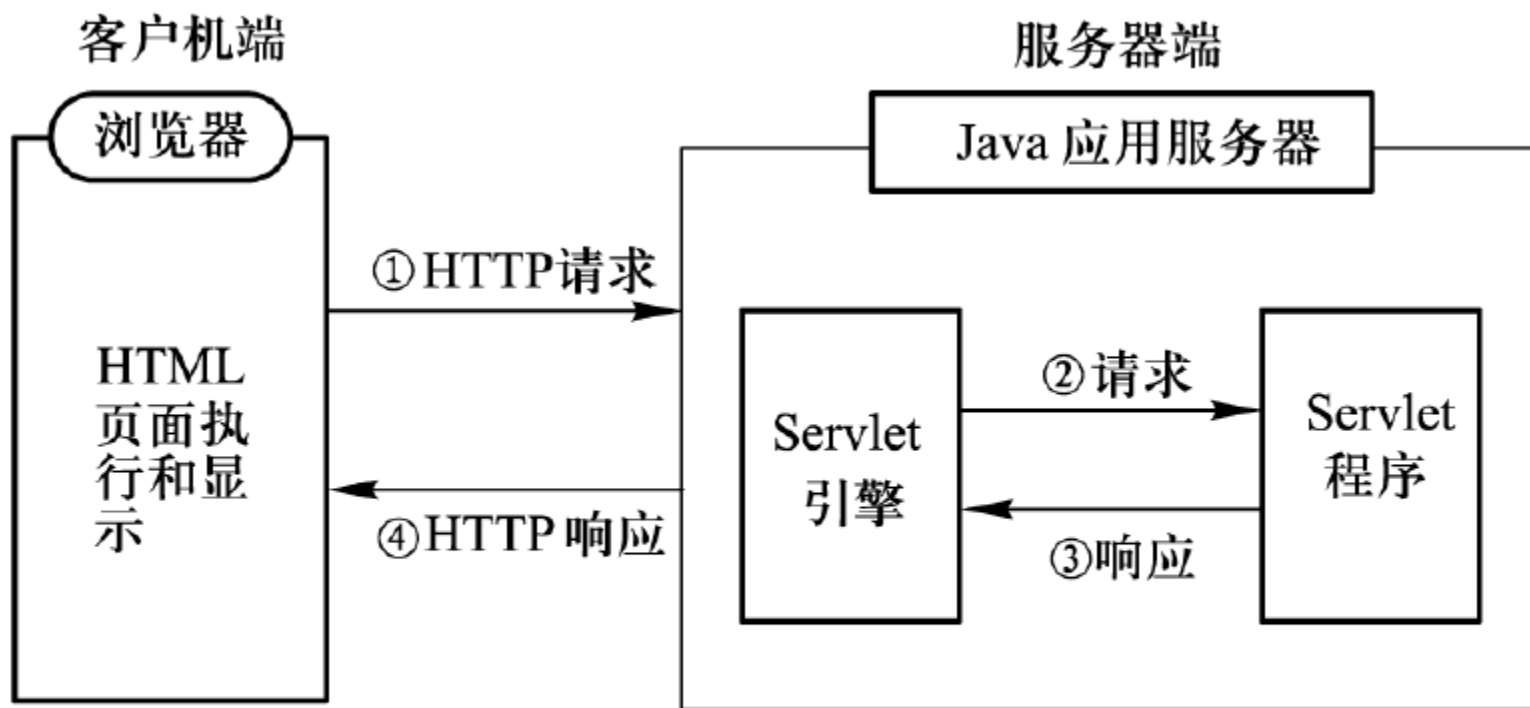 客户机端
服务器端
浏览器
Java 应用服务器
①HTTP请求
HTML
页面执
行和显
示
②请求
Servlet
引擎
Servlet
程序
④HTTP 响应
③响应